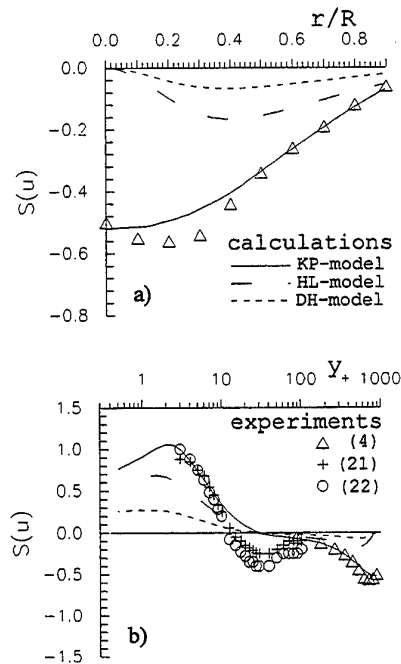 r/R
0.0 0.2 0.4 0.6 0.8
0.0
-0.2
-0.4
-0.6
-0.8
S(u)
calculations
KP-model
HL-model
DH-model
a)
y+
1 10 100 1000
1.5
1.0
0.5
0.0
-0.5
-1.0
-1.5
S(u)
experiments
(4)
(21)
(22)
b)